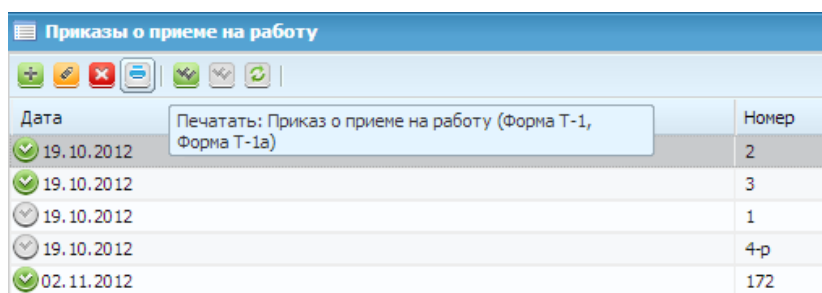 Приказы о приеме на работу
Дата
Номер
Печатать: Приказ о приеме на работу (Форма Т-1,
Форма Т-1а)
19.10.2012 2
19.10.2012 3
19.10.2012 1
19.10.2012 4-р
02.11.2012 172